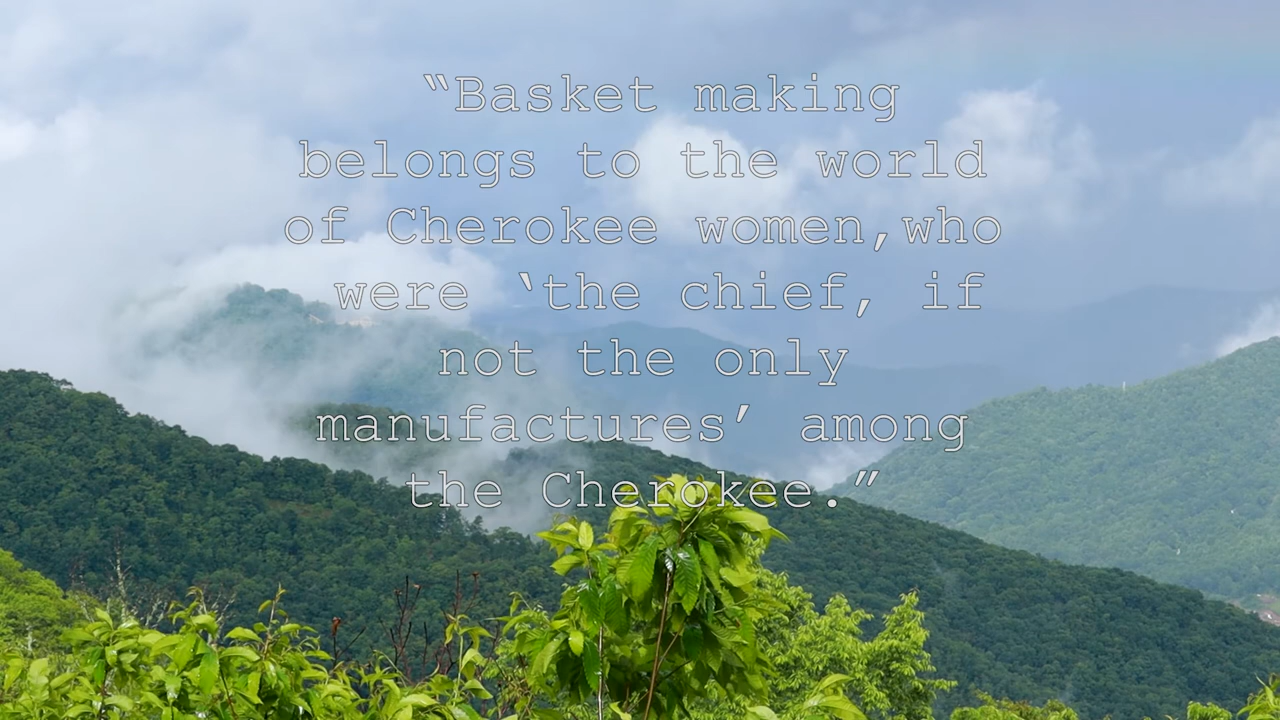 “Basket making
belongs to the world
of Cherokee women,who
were ‘the chief, if
not the only
manufactures’ among
the Cherokee.”